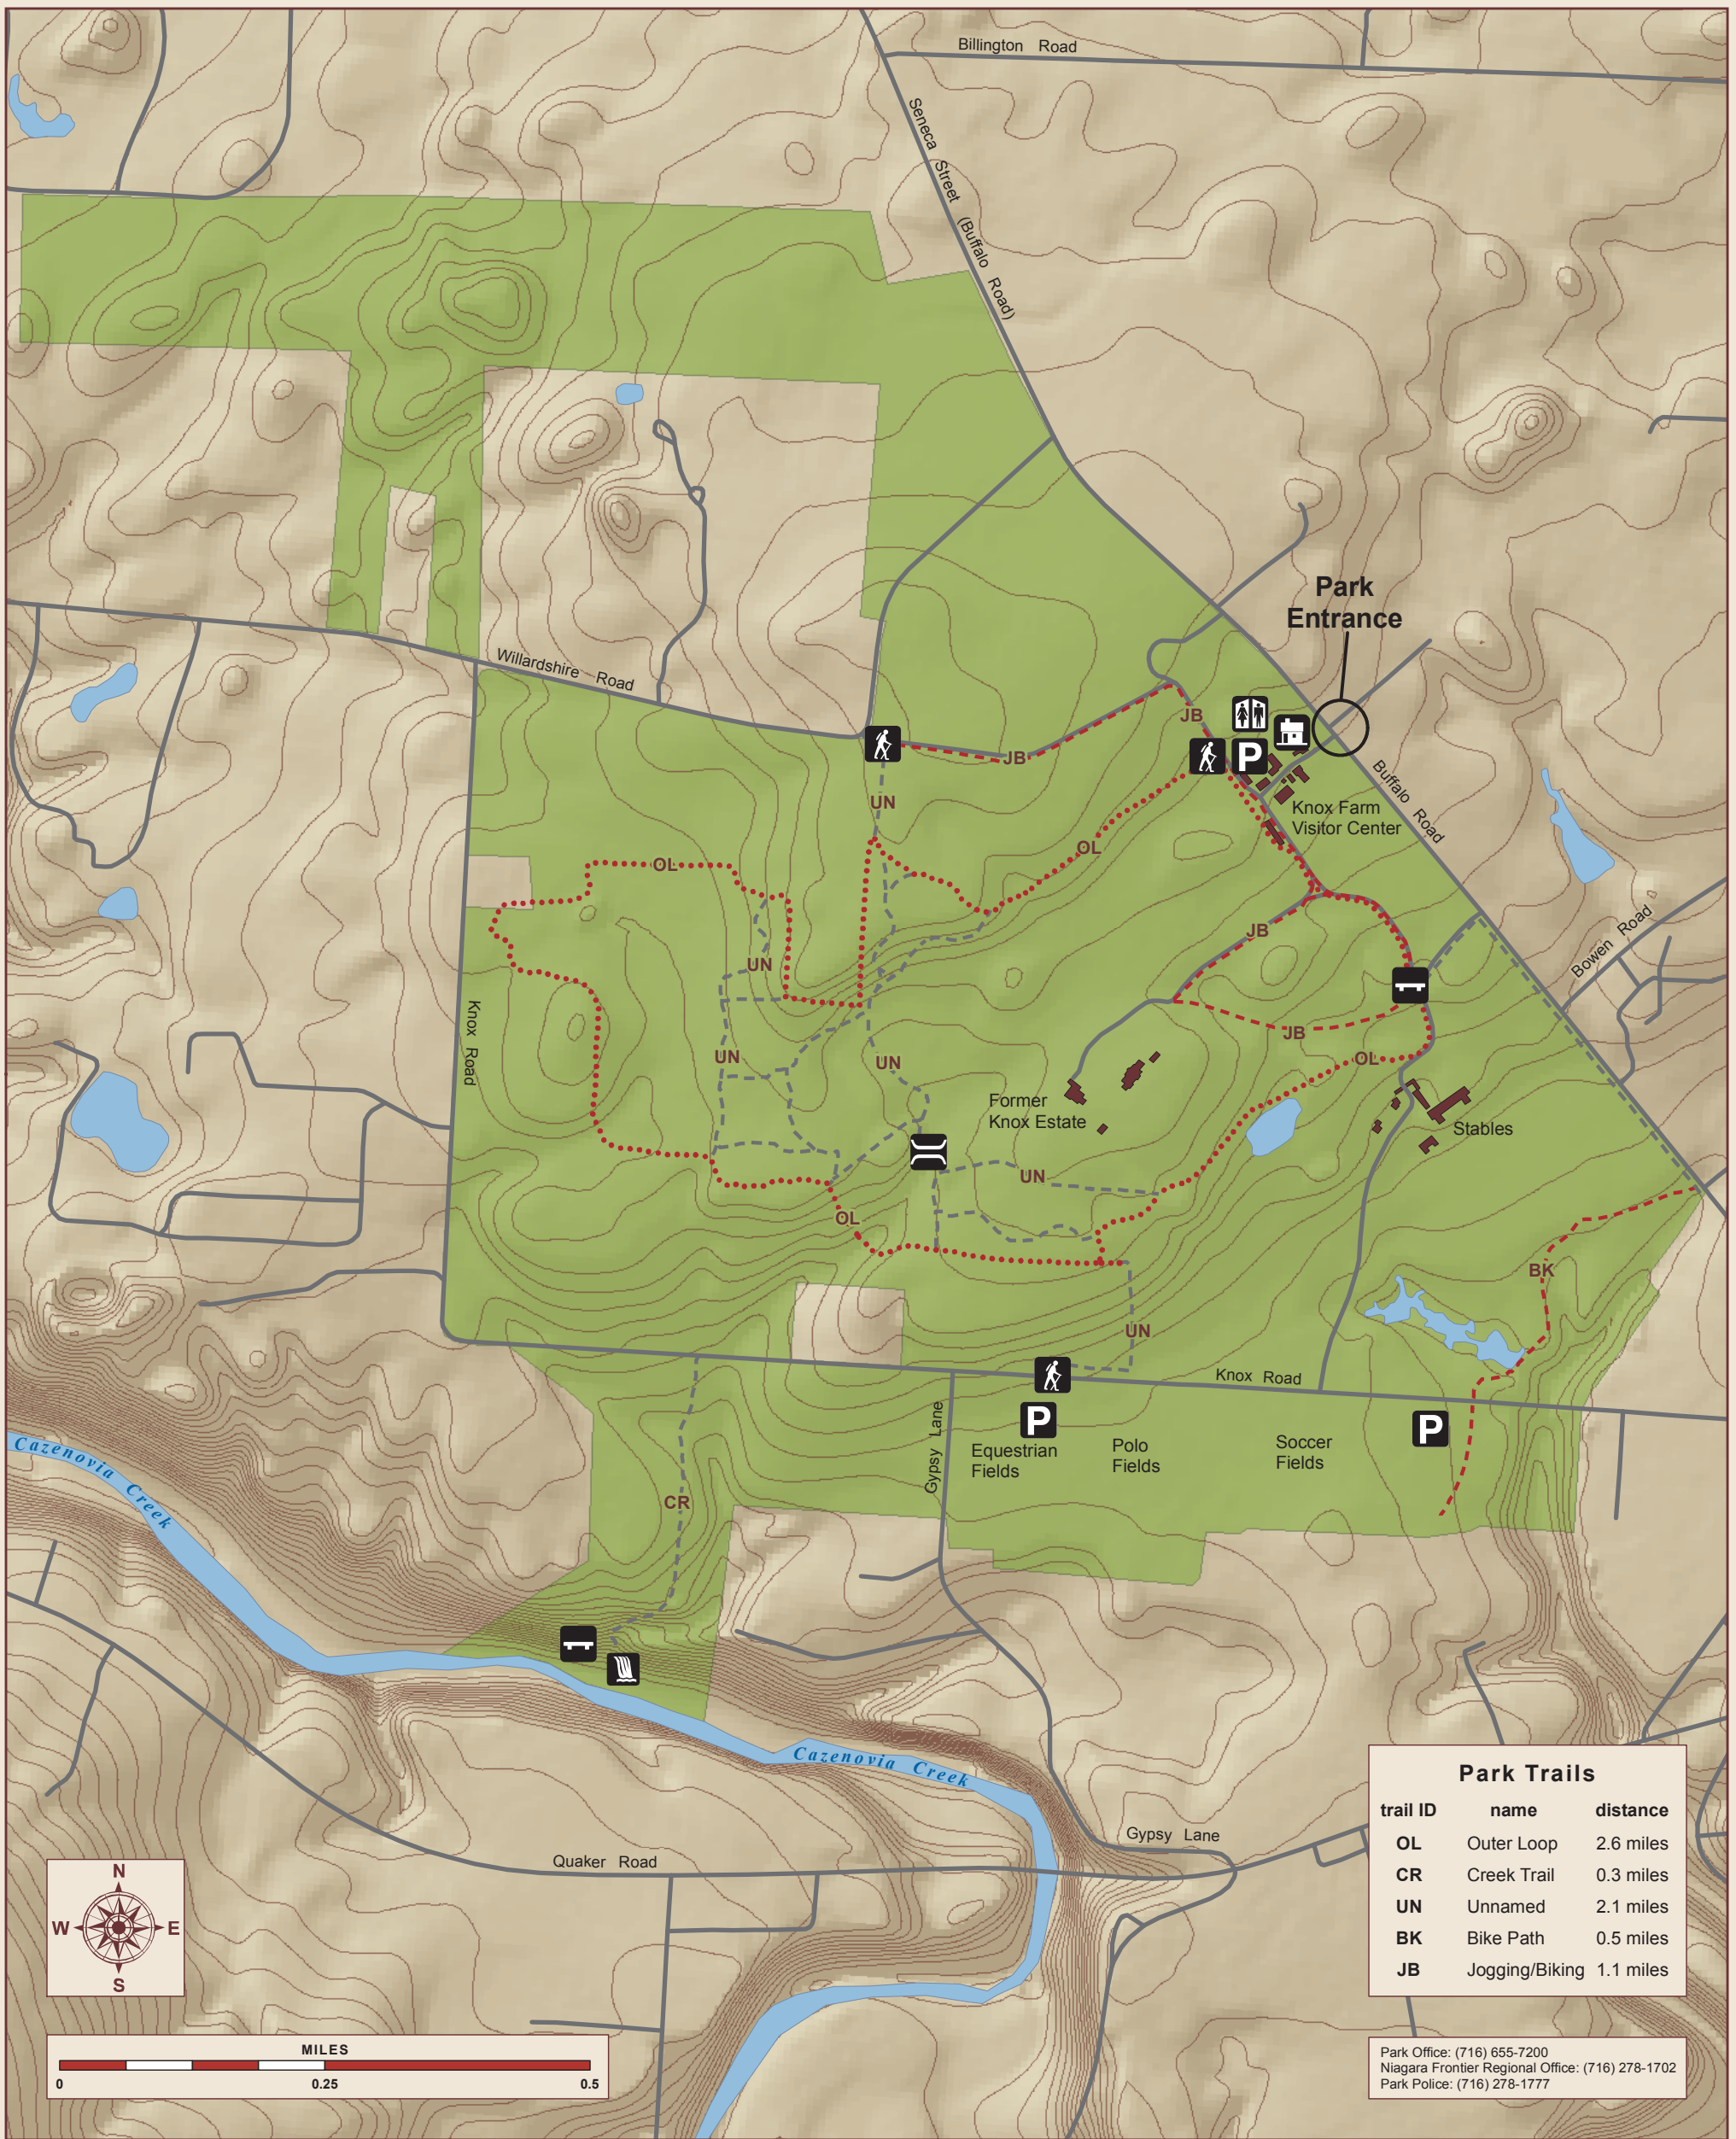 Billington Road
Seneca Street (Buffalo Road)
Park
Entrance
Willardshire Road
JB
JB
UN
P
Knox Farm
Visitor Center
Buffalo Road
OL
OL
JB
Bowen Road
UN
Knox Road
JB
UN
UN
OL
Former
Knox Estate
Stables
UN
OL
BK
UN
Knox Road
P
P
Gypsy Lane
Equestrian
Fields
Polo
Fields
Soccer
Fields
Cazenovia Creek
CR
Cazenovia Creek
Gypsy Lane
Quaker Road
N
W E
S
MILES
0 0.25 0.5
Park Trails
trail ID name distance
OL Outer Loop 2.6 miles
CR Creek Trail 0.3 miles
UN Unnamed 2.1 miles
BK Bike Path 0.5 miles
JB Jogging/Biking 1.1 miles
Park Office: (716) 655-7200
Niagara Frontier Regional Office: (716) 278-1702
Park Police: (716) 278-1777